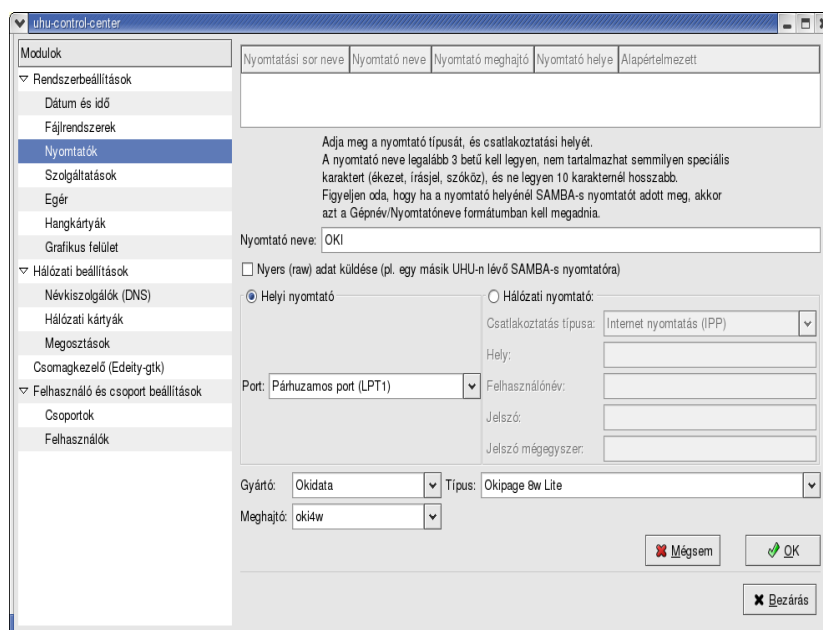 uhu-control-center
Modulok
Rendszerbeállítások
Dátum és idő
Fájlrendszerek
Nyomtatók
Szolgáltatások
Egér
Hangkártyák
Grafikus felület
Hálózati beállítások
Névkiszolgálók (DNS)
Hálózati kártyák
Megosztások
Csomagkezelő (Edeity-gtk)
Felhasználó és csoport beállítások
Csoportok
Felhasználók
Nyomtatási sor neve Nyomtató neve Nyomtató meghajtó Nyomtató helye Alapértelmezett
Adja meg a nyomtató típusát, és csatlakoztatási helyét.
A nyomtató neve legalább 3 betű kell legyen, nem tartalmazhat semmilyen speciális
karaktert (ékezet, írásjel, szóköz), és ne legyen 10 karakternél hosszabb.
Figyeljen oda, hogy ha a nyomtató helyénél SAMBA-s nyomtatót adott meg, akkor
azt a Gépnév/Nyomtatóneve formátumban kell megadnia.
Nyomtató neve: OKI
Nyers (raw) adat küldése (pl. egy másik UHU-n lévő SAMBA-s nyomtatóra)
Helyi nyomtató
Port: Párhuzamos port (LPT1)
Hálózati nyomtató:
Csatlakoztatás típusa: Internet nyomtatás (IPP)
Hely:
Felhasználónév:
Jelszó:
Jelszó mégegyszer:
Gyártó: Okidata Típus: Okipage 8w Lite
Meghajtó: oki4w
Mégsem OK
Bezárás